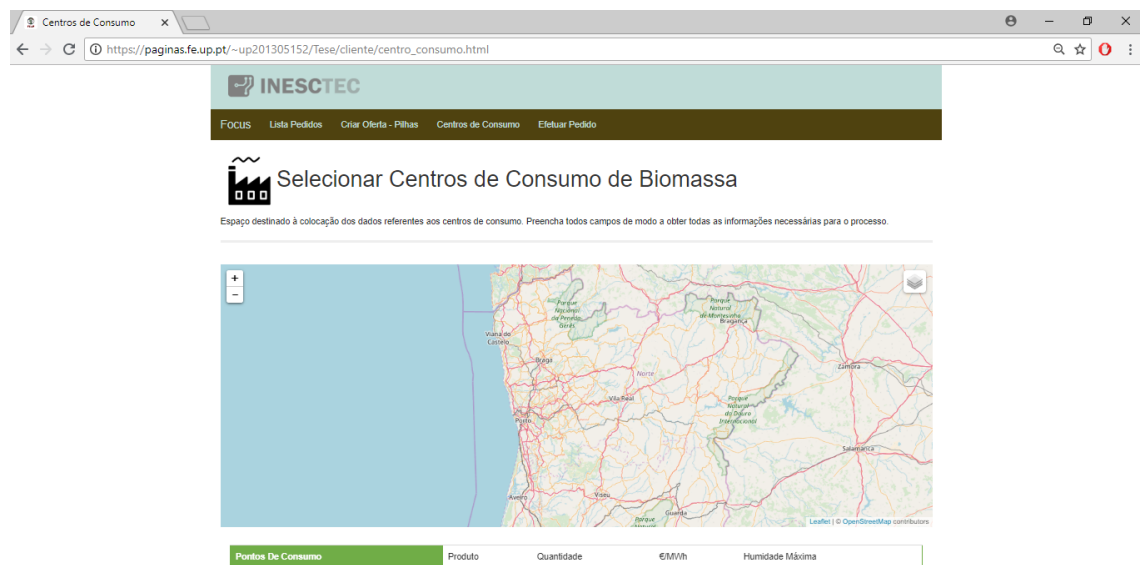 Centros de Consumo
https://paginas.fe.up.pt/~up201305152/Tese/cliente/centro_consumo.html
INESCTEC
Focus Lista Pedidos Criar Oferta - Pilhas Centros de Consumo Efetuar Pedido
Selecionar Centros de Consumo de Biomassa
Espaço destinado à colocação dos dados referentes aos centros de consumo. Preencha todos campos de modo a obter todas as informações necessárias para o processo.
+
−
Parque
Nacional
da Peneda-
Gerês
Parque
Natural
de Montesinho
Bragança
Viana do
Castelo
Braga
Zamora
Norte
Vila Real
Parque
Natural
do Douro
Internacional
Porto
Salamanca
Aveiro
Viseu
Guarda
Parque
Natural
Leaflet | © OpenStreetMap contributors
Pontos De Consumo Produto Quantidade €/MWh Humidade Máxima